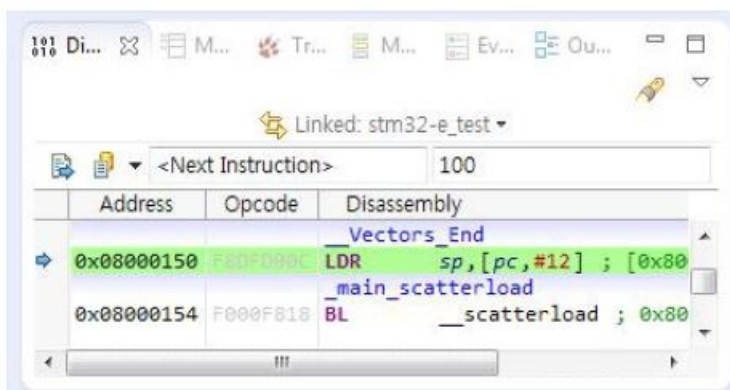 Di... M... Tr... M... Ev... Ou...
Linked: stm32-e_test
<Next Instruction> 100
Address Opcode Disassembly
__Vectors_End
0x08000150 F8DFD00C LDR sp,[pc,#12] ; [0x80
_main_scatterload
0x08000154 F000F818 BL __scatterload ; 0x80